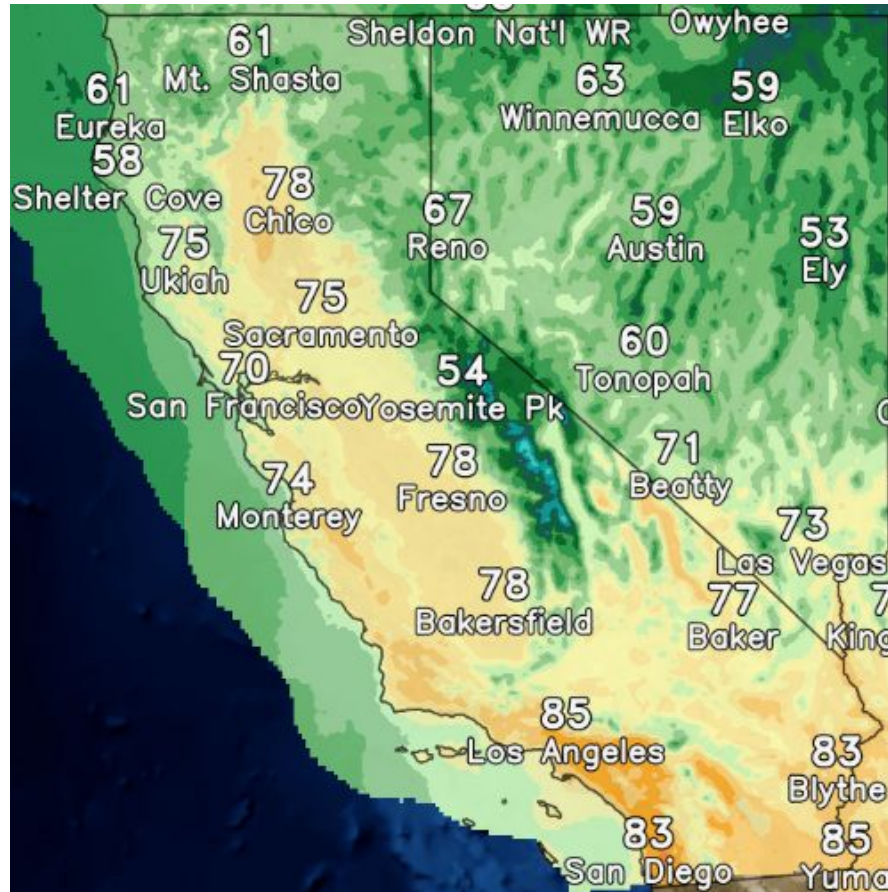 Sheldon Nat'l WR
Owyhee
61
Mt. Shasta
61
Eureka
63
Winnemucca
59
Elko
58
Shelter Cove
78
Chico
67
Reno
59
Austin
53
Ely
75
Ukiah
75
Sacramento
60
Tonopah
70
San Francisco
54
Yosemite Pk
74
Monterey
78
Fresno
71
Beatty
73
Las Vegas
78
Bakersfield
77
Baker
7
King
85
Los Angeles
83
Blythe
83
San Diego
85
Yuma